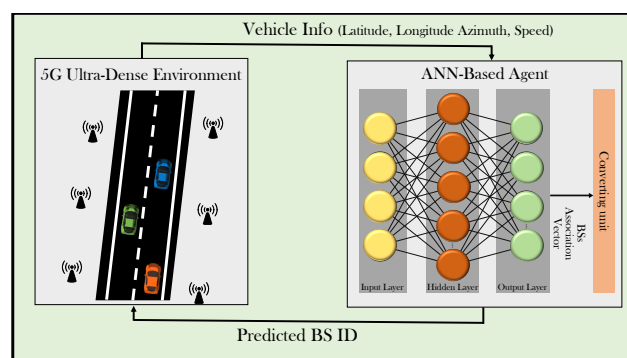 Vehicle Info (Latitude, Longitude Azimuth, Speed)
5G Ultra-Dense Environment
ANN-Based Agent
Input Layer
Hidden Layer
Output Layer
BSs
Association
Vector
Converting unit
Predicted BS ID